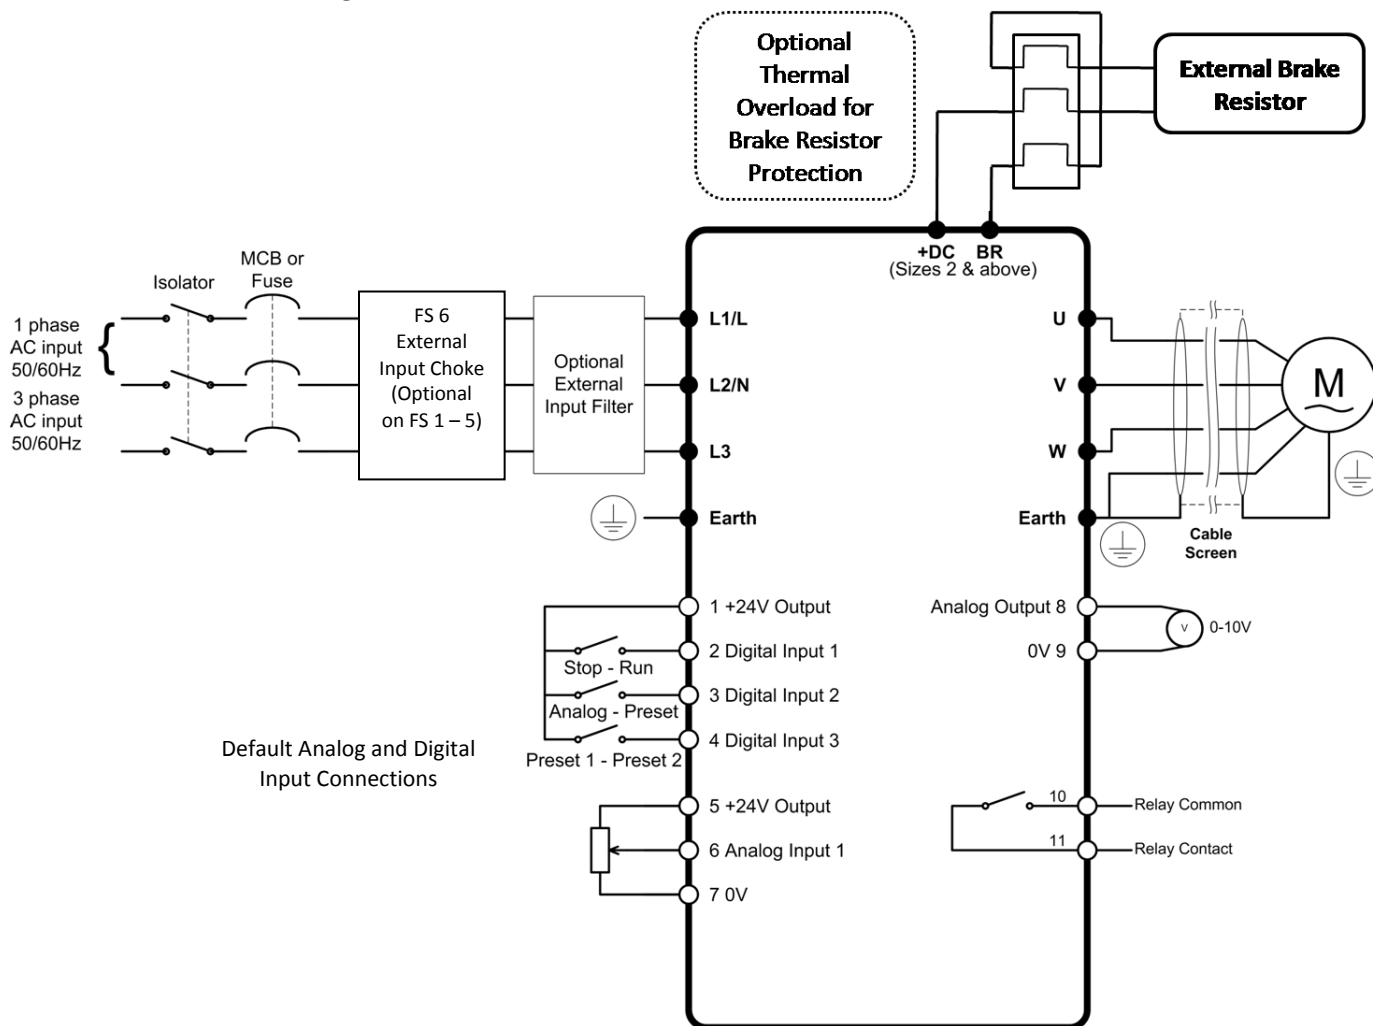 Optional
Thermal
Overload for
Brake Resistor
Protection
External Brake
Resistor
+DC BR
(Sizes 2 & above)
Isolator
MCB or
Fuse
1 phase
AC input
50/60Hz
{
3 phase
AC input
50/60Hz
FS 6
External
Input Choke
(Optional
on FS 1 – 5)
Optional
External
Input Filter
L1/L
L2/N
L3
Earth
U
V
W
Earth
M
Cable
Screen
1 +24V Output
2 Digital Input 1
Stop - Run
3 Digital Input 2
Analog - Preset
4 Digital Input 3
Preset 1 - Preset 2
Default Analog and Digital
Input Connections
5 +24V Output
6 Analog Input 1
7 0V
Analog Output 8
0V 9
V
0-10V
10
Relay Common
11
Relay Contact